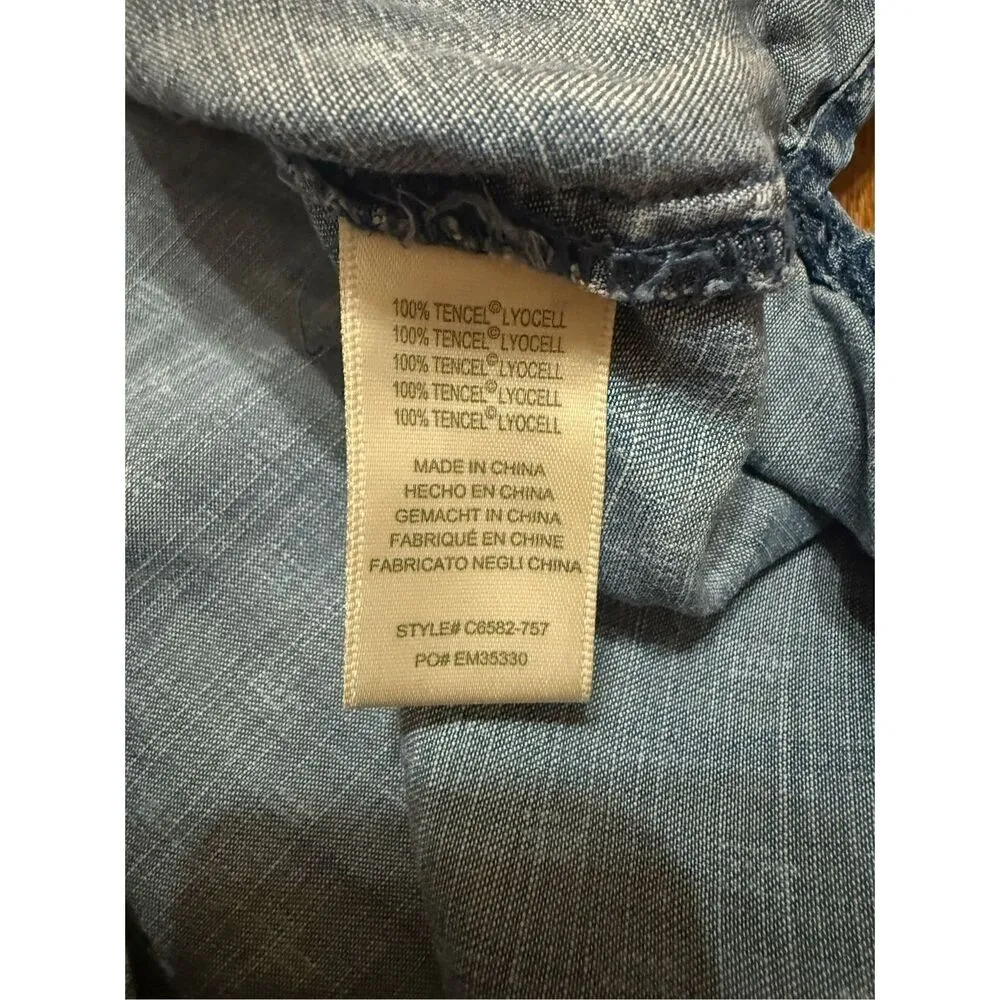 100% TENCEL©LYOCELL
100% TENCEL©LYOCELL
100% TENCEL©LYOCELL
100% TENCEL©LYOCELL
100% TENCEL©LYOCELL
MADE IN CHINA
HECHO EN CHINA
GEMACHT IN CHINA
FABRIQUÉ EN CHINE
FABRICATO NEGLI CHINA
STYLE# C6582-757
PO# EM35330